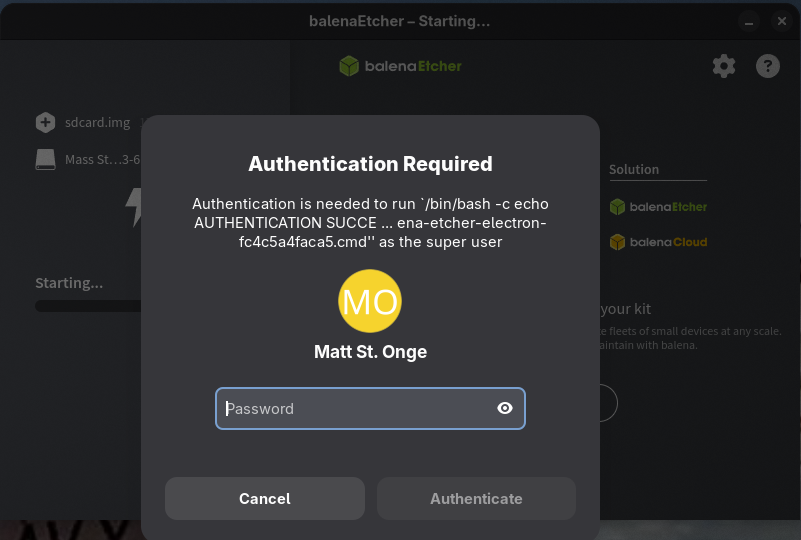 balenaEtcher – Starting...
balenaEtcher
?
sdcard.img
Mass St...3-6
Solution
balenaEtcher
balenaCloud
Starting...
your kit
e fleets of small devices at any scale.
aintain with balena.
Authentication Required
Authentication is needed to run `/bin/bash -c echo
AUTHENTICATION SUCCE ... ena-etcher-electron-
fc4c5a4faca5.cmd'' as the super user
MO
Matt St. Onge
Password
Cancel
Authenticate